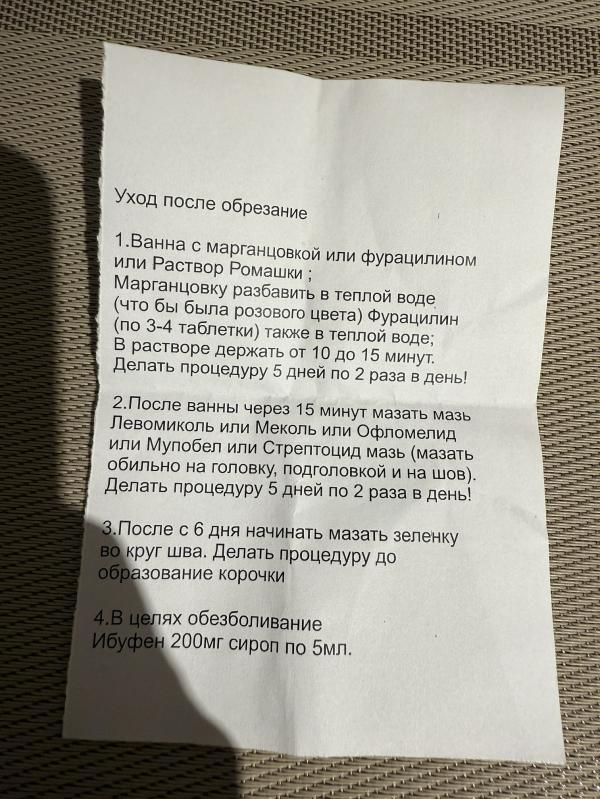 Уход после обрезание
1.Ванна с марганцовкой или фурацилином
или Раствор Ромашки ;
Марганцовку разбавить в теплой воде
(что бы была розового цвета) Фурацилин
(по 3-4 таблетки) также в теплой воде;
В растворе держать от 10 до 15 минут.
Делать процедуру 5 дней по 2 раза в день!
2.После ванны через 15 минут мазать мазь
Левомиколь или Меколь или Офломелид
или Мупобел или Стрептоцид мазь (мазать
обильно на головку, подголовкой и на шов).
Делать процедуру 5 дней по 2 раза в день!
3.После с 6 дня начинать мазать зеленку
во круг шва. Делать процедуру до
образование корочки
4.В целях обезболивание
Ибуфен 200мг сироп по 5мл.